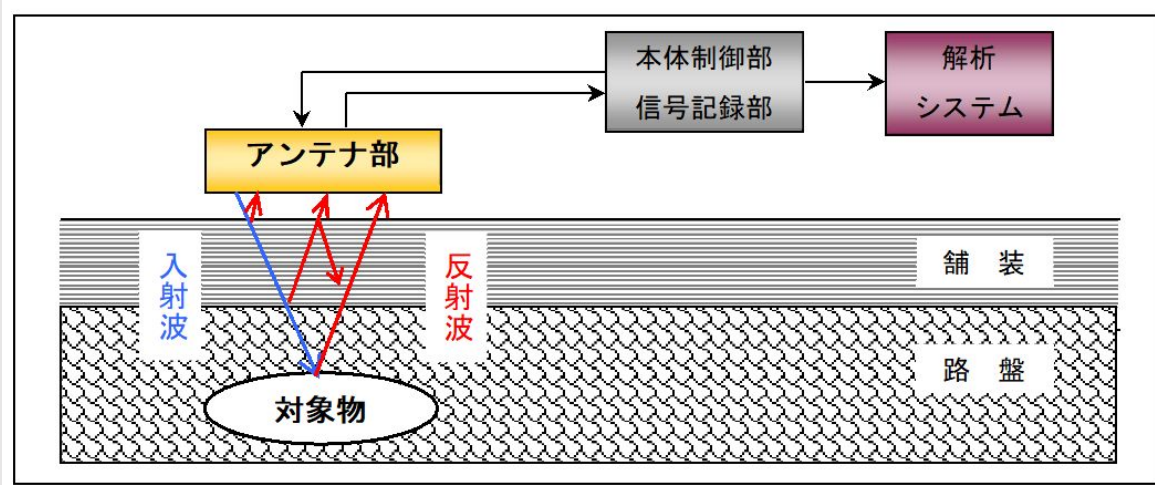 本体制御部
信号記録部
解析
システム
アンテナ部
入射波
反射波
舗 装
路 盤
対象物